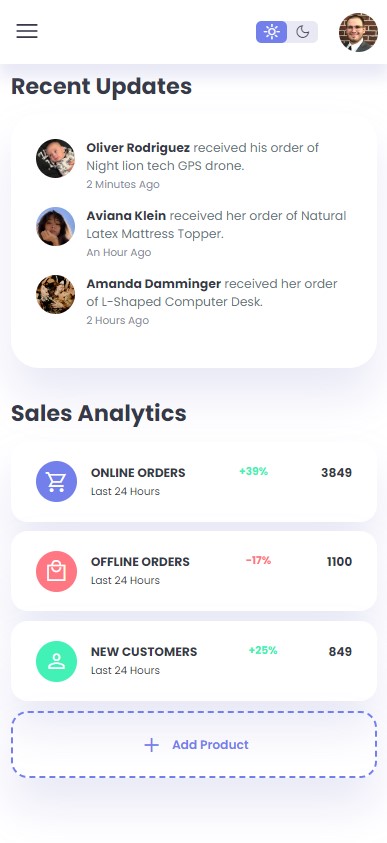 Recent Updates
Oliver Rodriguez received his order of
Night lion tech GPS drone.
2 Minutes Ago
Aviana Klein received her order of Natural
Latex Mattress Topper.
An Hour Ago
Amanda Damminger received her order
of L-Shaped Computer Desk.
2 Hours Ago
Sales Analytics
ONLINE ORDERS +39% 3849
Last 24 Hours
OFFLINE ORDERS -17% 1100
Last 24 Hours
NEW CUSTOMERS +25% 849
Last 24 Hours
Add Product